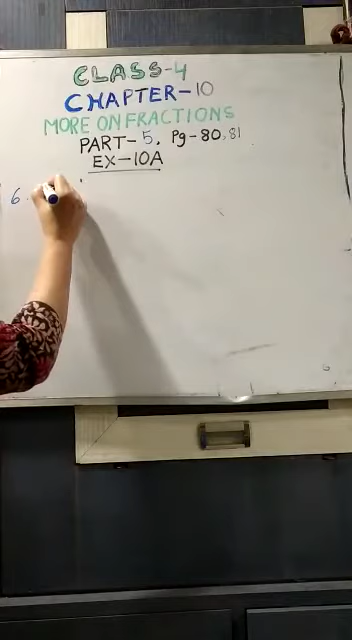 CLASS-4
CHAPTER-10
MORE ON FRACTIONS
PART-5. Pg-80,81
EX-10A
6.